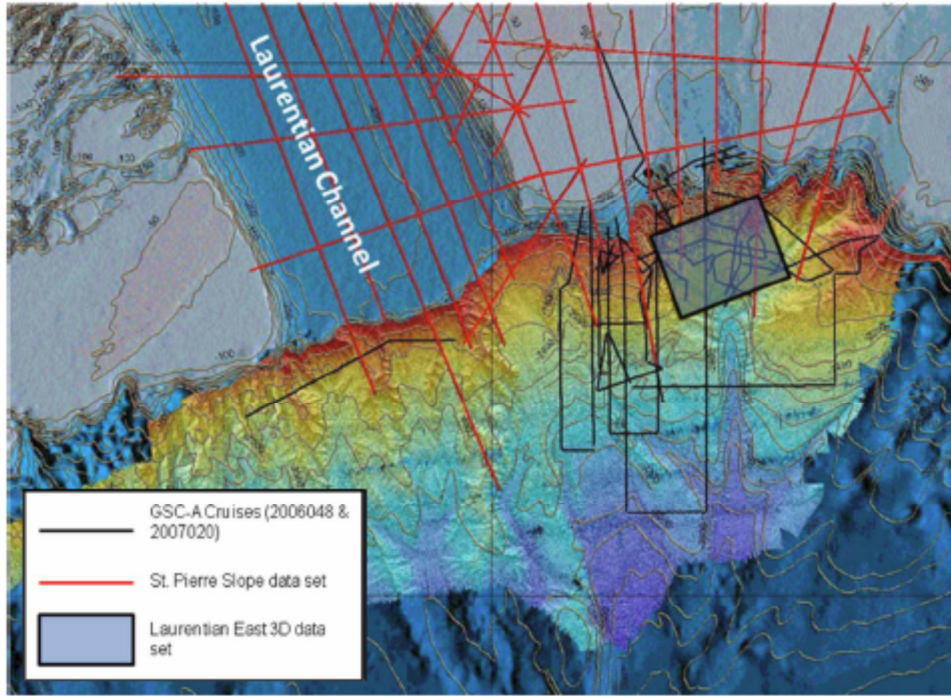 Laurentian Channel
GSC-A Cruises (2006048 &
2007020)
St. Pierre Slope data set
Laurentian East 3D data
set